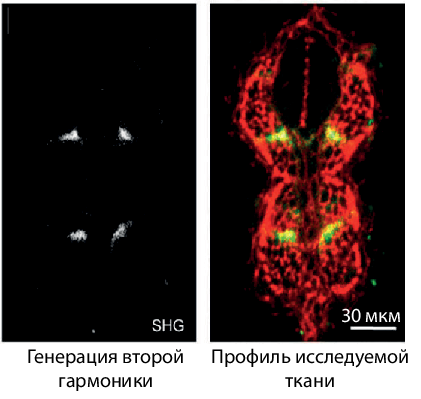 SHG
30 мкм
Генерация второй
гармоники
Профиль исследуемой
ткани